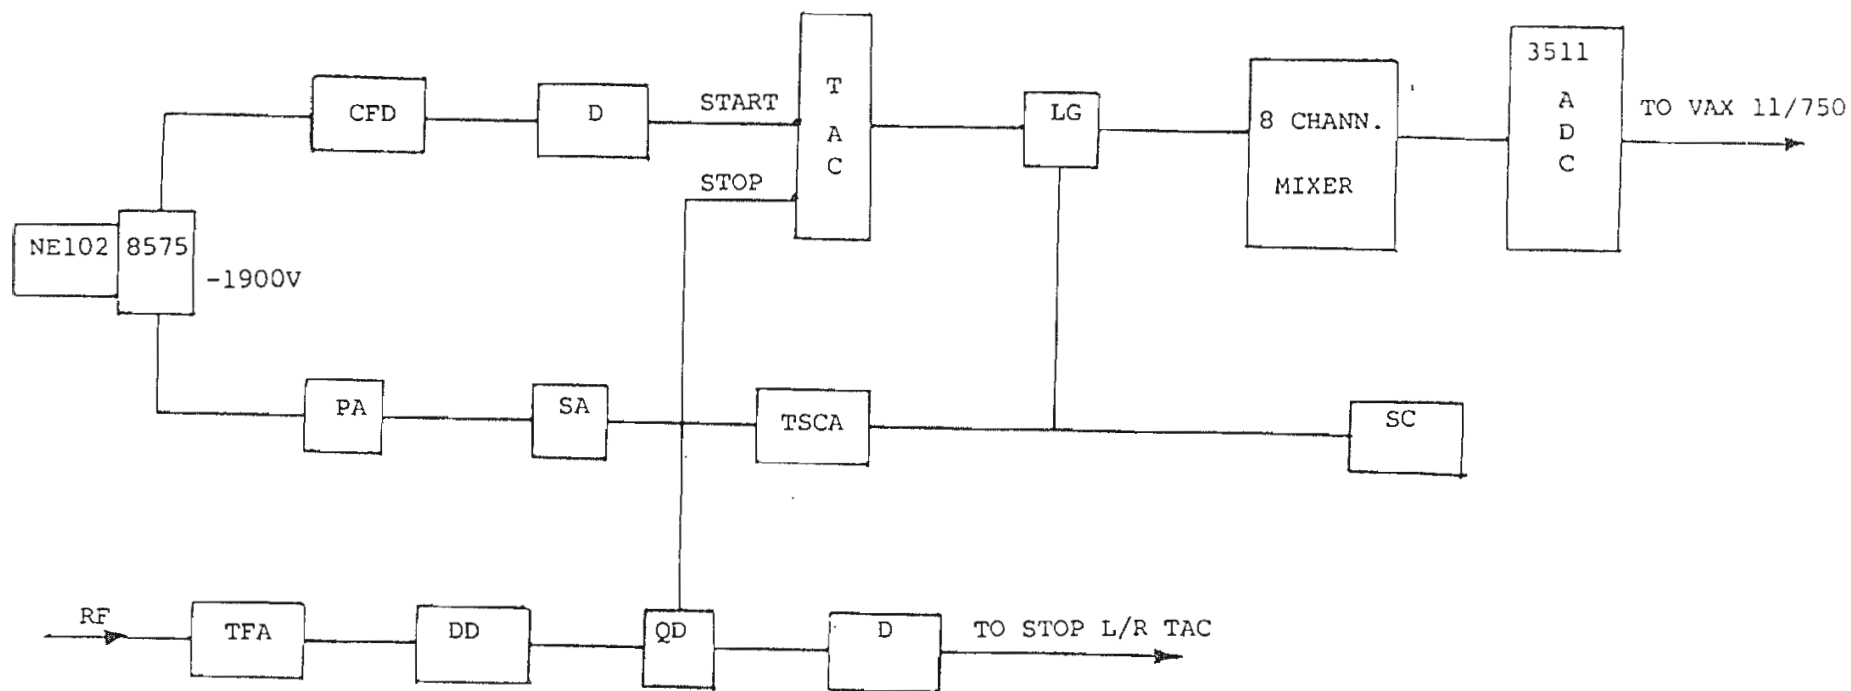 CFD
D
START
STOP
T
A
C
LG
8 CHANN.
MIXER
3511
A
D
C
TO VAX 11/750
NE102
8575
-1900V
PA
SA
TSCA
SC
RF
TFA
DD
QD
D
TO STOP L/R TAC